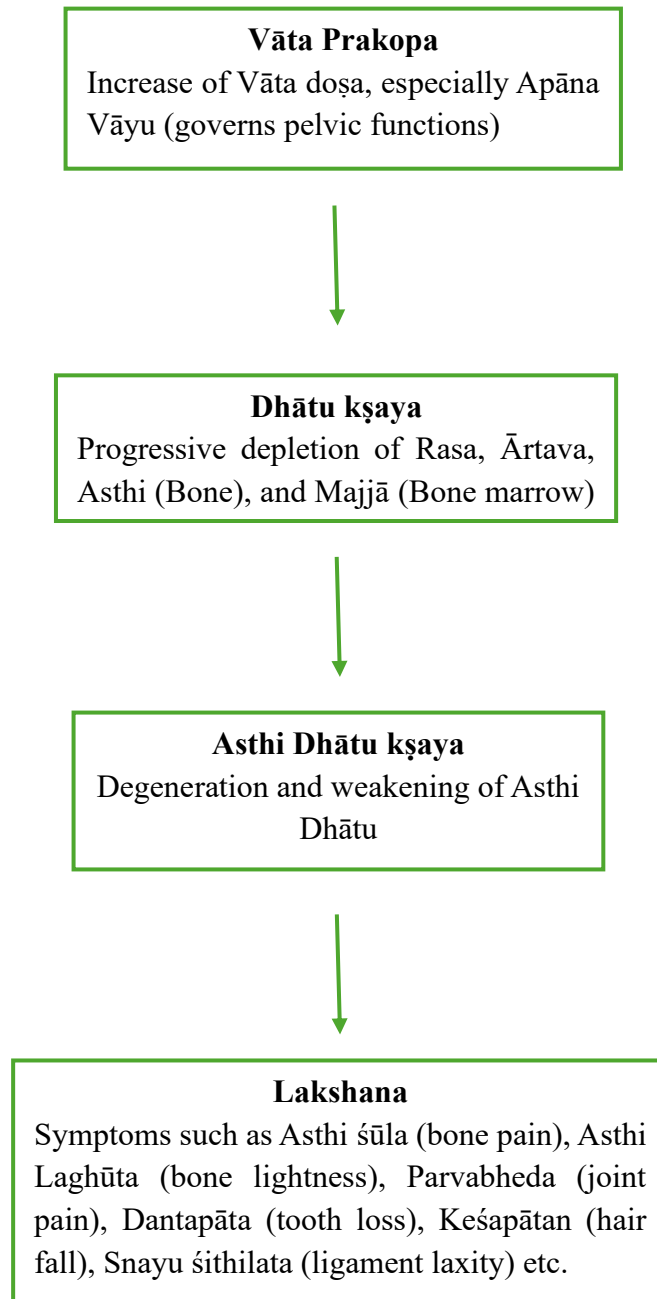 Vāta Prakopa
Increase of Vāta doṣa, especially Apāna
Vāyu (governs pelvic functions)
Dhātu kṣaya
Progressive depletion of Rasa, Ārtava,
Asthi (Bone), and Majjā (Bone marrow)
Asthi Dhātu kṣaya
Degeneration and weakening of Asthi
Dhātu
Lakshana
Symptoms such as Asthi śūla (bone pain), Asthi
Laghūta (bone lightness), Parvabheda (joint
pain), Dantapāta (tooth loss), Keśapātan (hair
fall), Snayu śithilata (ligament laxity) etc.